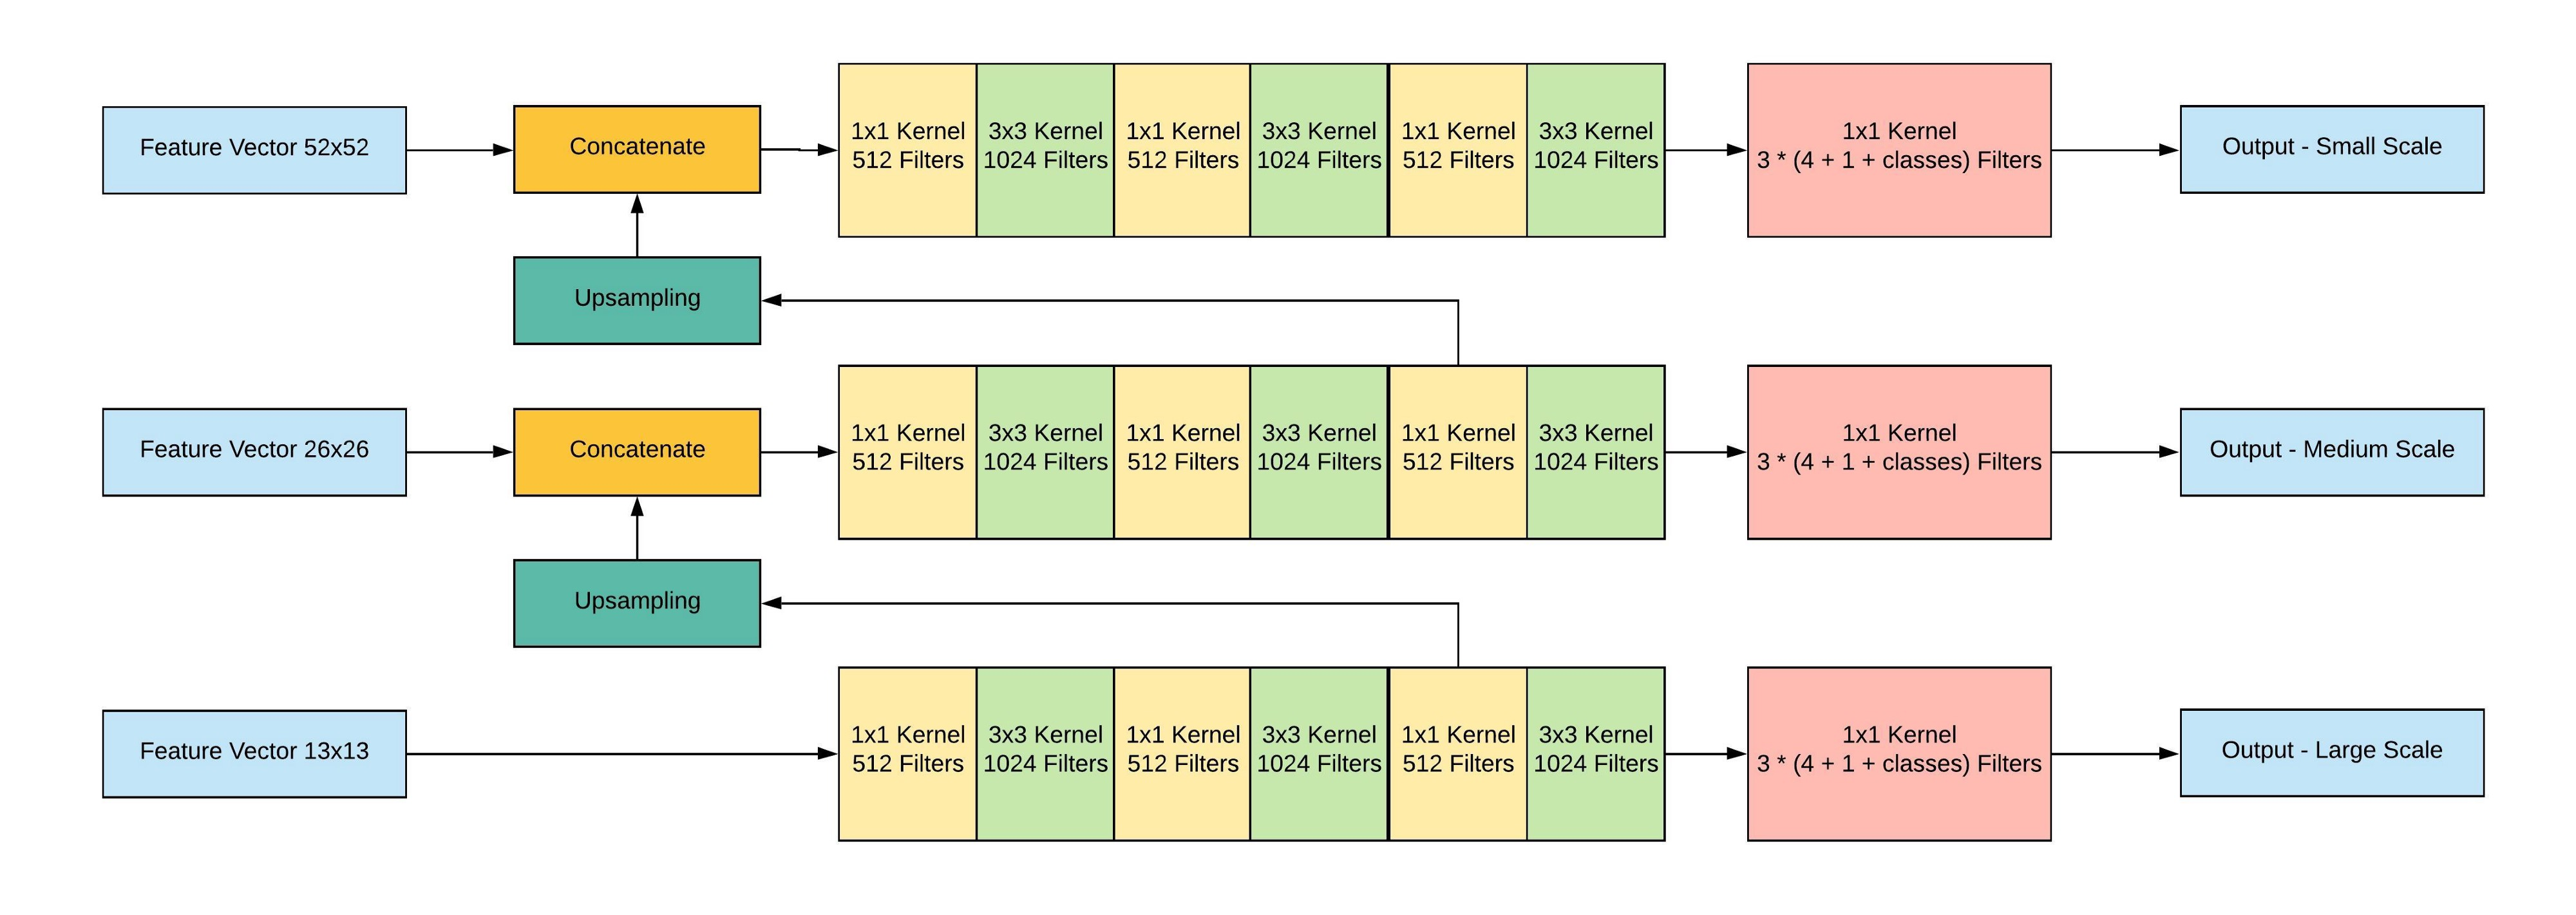 Feature Vector 52x52
Concatenate
1x1 Kernel
512 Filters
3x3 Kernel
1024 Filters
1x1 Kernel
512 Filters
3x3 Kernel
1024 Filters
1x1 Kernel
512 Filters
3x3 Kernel
1024 Filters
1x1 Kernel
3 * (4 + 1 + classes) Filters
Output - Small Scale
Upsampling
Feature Vector 26x26
Concatenate
1x1 Kernel
512 Filters
3x3 Kernel
1024 Filters
1x1 Kernel
512 Filters
3x3 Kernel
1024 Filters
1x1 Kernel
512 Filters
3x3 Kernel
1024 Filters
1x1 Kernel
3 * (4 + 1 + classes) Filters
Output - Medium Scale
Upsampling
Feature Vector 13x13
1x1 Kernel
512 Filters
3x3 Kernel
1024 Filters
1x1 Kernel
512 Filters
3x3 Kernel
1024 Filters
1x1 Kernel
512 Filters
3x3 Kernel
1024 Filters
1x1 Kernel
3 * (4 + 1 + classes) Filters
Output - Large Scale